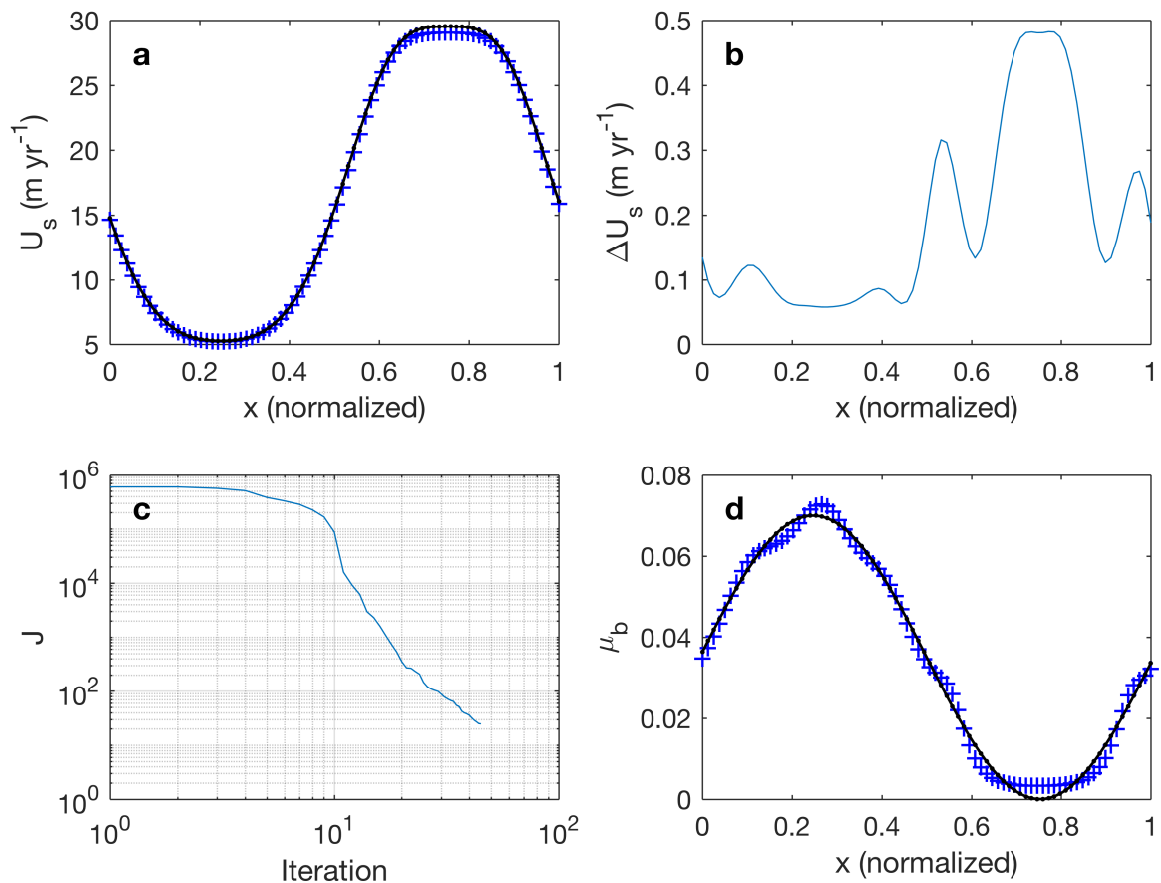 a
30
25
20
15
10
5
U_s (m yr^-1)
0 0.2 0.4 0.6 0.8 1
x (normalized)
b
0.5
0.4
0.3
0.2
0.1
0
ΔU_s (m yr^-1)
0 0.2 0.4 0.6 0.8 1
x (normalized)
c
10^6
10^4
10^2
10^0
J
10^0 10^1 10^2
Iteration
d
0.08
0.06
0.04
0.02
0
μ_b
0 0.2 0.4 0.6 0.8 1
x (normalized)